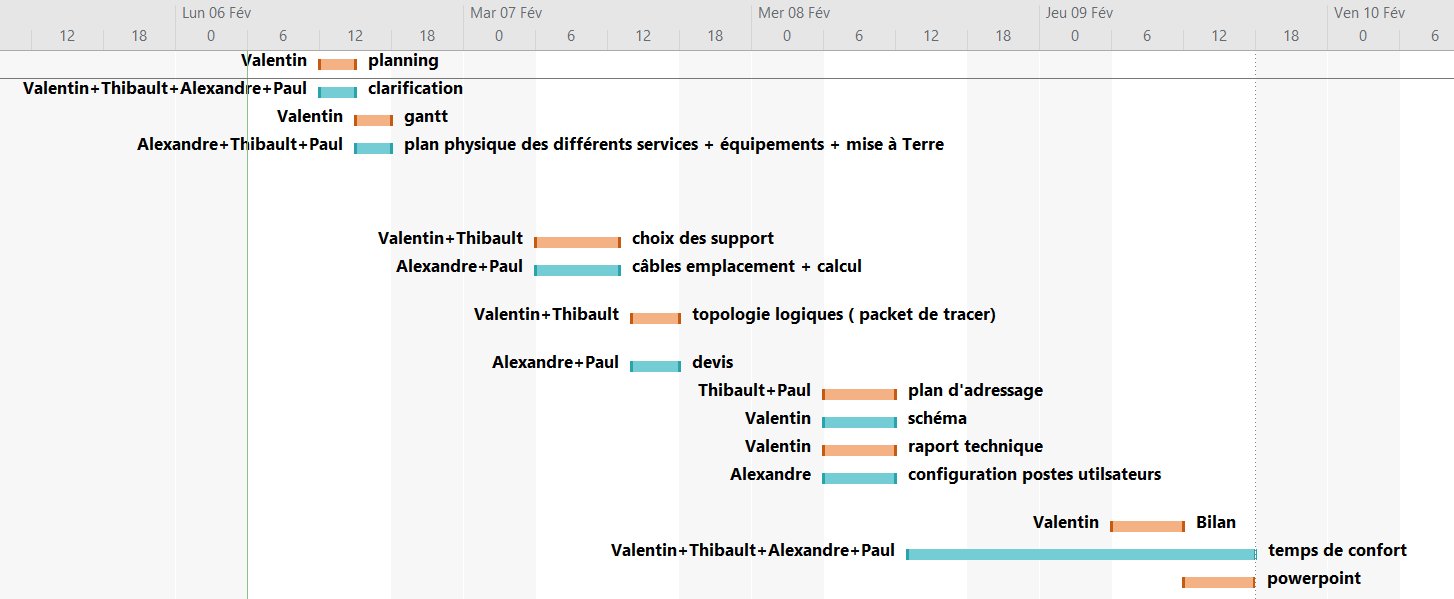 Lun 06 Fév Mar 07 Fév Mer 08 Fév Jeu 09 Fév Ven 10 Fév
12 18 0 6 12 18 0 6 12 18 0 6 12 18 0 6 12 18 0 6
Valentin planning
Valentin+Thibault+Alexandre+Paul clarification
Valentin gantt
Alexandre+Thibault+Paul plan physique des différents services + équipements + mise à Terre
Valentin+Thibault choix des support
Alexandre+Paul câbles emplacement + calcul
Valentin+Thibault topologie logiques ( packet de tracer)
Alexandre+Paul devis
Thibault+Paul plan d'adressage
Valentin schéma
Valentin raport technique
Alexandre configuration postes utilsateurs
Valentin Bilan
Valentin+Thibault+Alexandre+Paul temps de confort
powerpoint